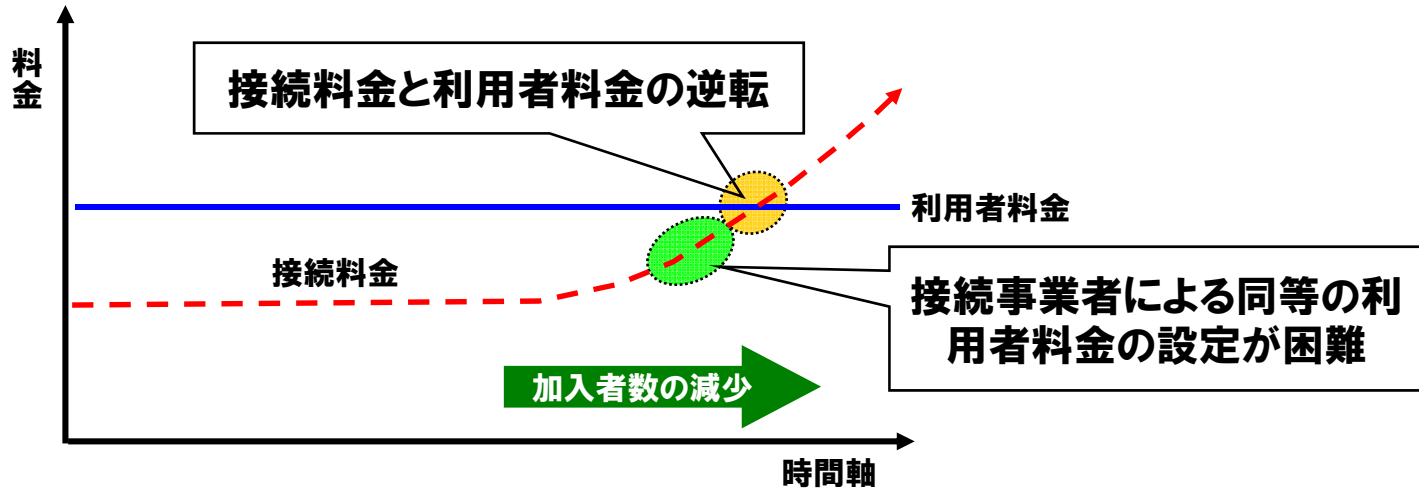 料金
接続料金と利用者料金の逆転
利用者料金
接続料金
接続事業者による同等の利
用者料金の設定が困難
加入者数の減少
時間軸